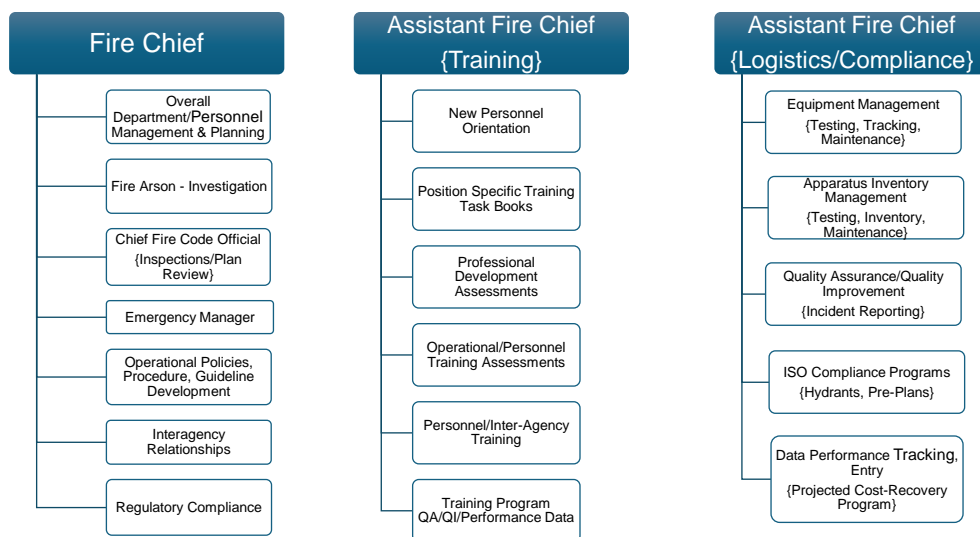 Fire Chief
Overall
Department/Personnel
Management & Planning
Fire Arson - Investigation
Chief Fire Code Official
{Inspections/Plan
Review}
Emergency Manager
Operational Policies,
Procedure, Guideline
Development
Interagency
Relationships
Regulatory Compliance
Assistant Fire Chief
{Training}
New Personnel
Orientation
Position Specific Training
Task Books
Professional
Development
Assessments
Operational/Personnel
Training Assessments
Personnel/Inter-Agency
Training
Training Program
QA/QI/Performance Data
Assistant Fire Chief
{Logistics/Compliance}
Equipment Management
{Testing, Tracking,
Maintenance}
Apparatus Inventory
Management
{Testing, Inventory,
Maintenance}
Quality Assurance/Quality
Improvement
{Incident Reporting}
ISO Compliance Programs
{Hydrants, Pre-Plans}
Data Performance Tracking,
Entry
{Projected Cost-Recovery
Program}